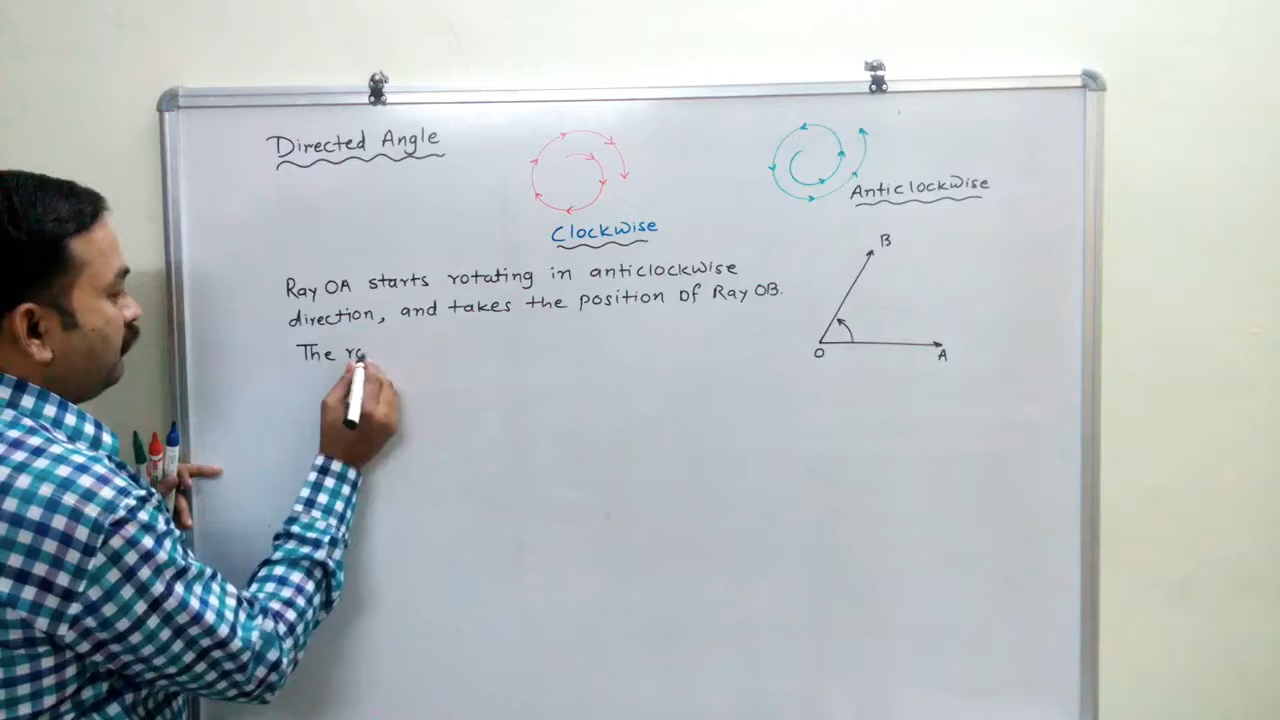 Directed Angle
Clockwise
Anticlockwise
Ray OA starts rotating in anticlockwise
direction, and takes the position of Ray OB.
The
B
O
A